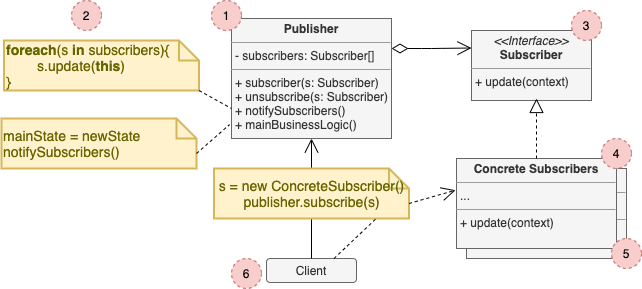 1
Publisher
- subscribers: Subscriber[]
+ subscriber(s: Subscriber)
+ unsubscribe(s: Subscriber)
+ notifySubscribers()
+ mainBusinessLogic()
2
foreach(s in subscribers){
s.update(this)
}
mainState = newState
notifySubscribers()
3
<<Interface>>
Subscriber
+ update(context)
s = new ConcreteSubscriber()
publisher.subscribe(s)
4
Concrete Subscribers
...
+ update(context)
5
6
Client